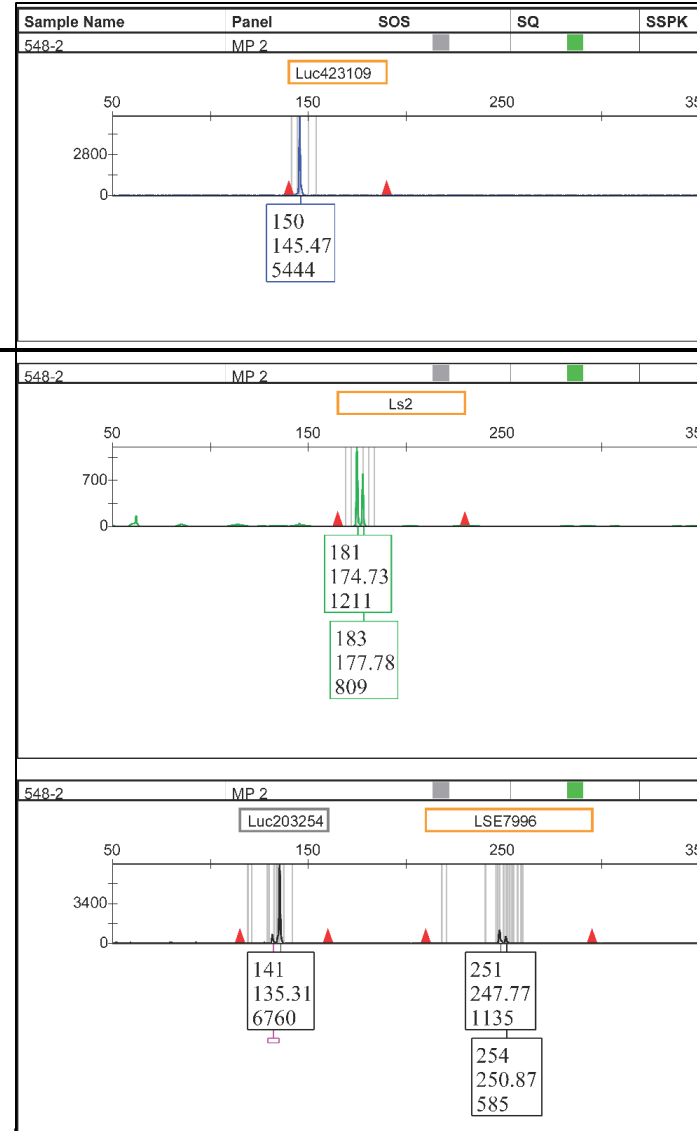 Sample Name Panel SOS SQ SSPK
548-2 MP 2
Luc423109
50 150 250 35
2800
0
150
145.47
5444
548-2 MP 2
Ls2
50 150 250 35
700
0
181
174.73
1211
183
177.78
809
548-2 MP 2
Luc203254 LSE7996
50 150 250 35
3400
0
141
135.31
6760
251
247.77
1135
254
250.87
585